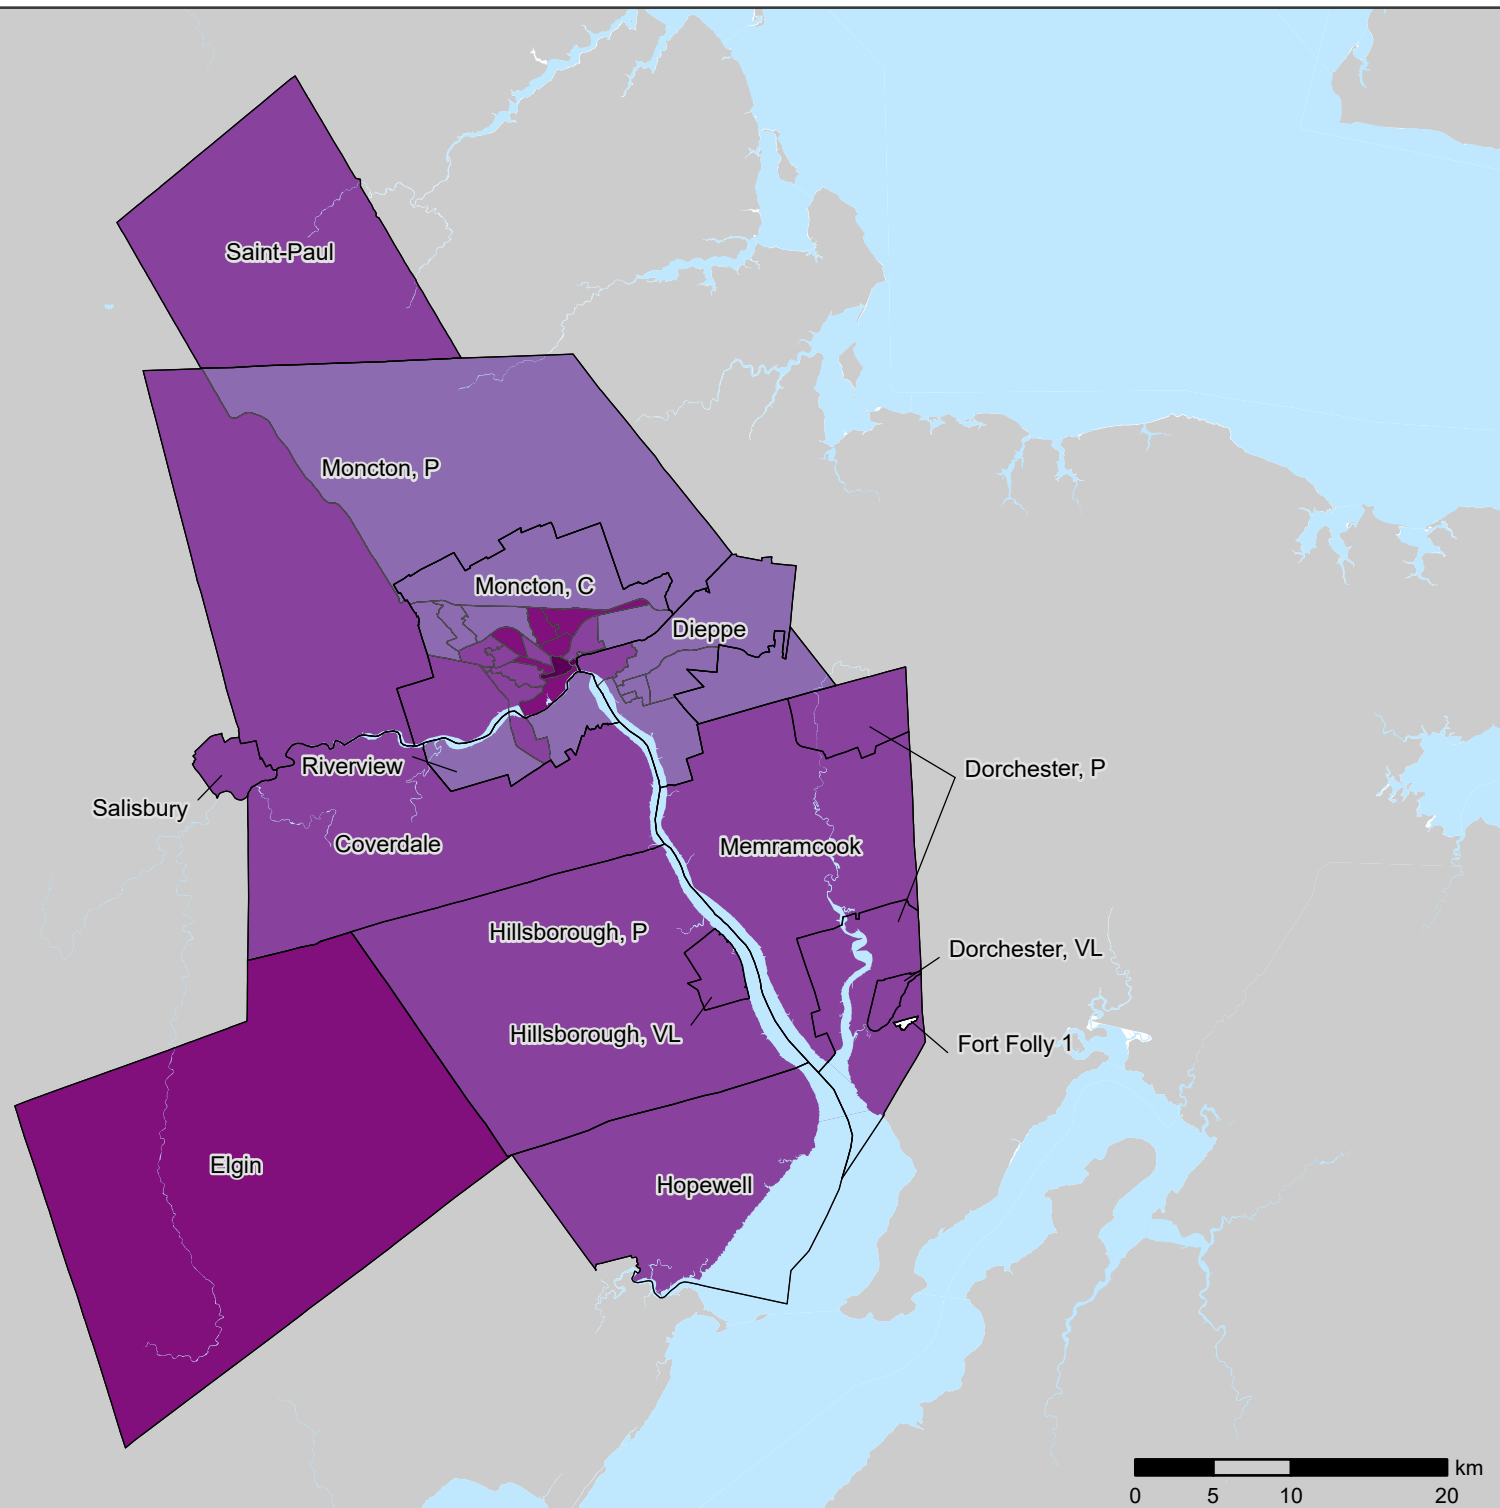 Saint-Paul
Moncton, P
Moncton, C
Dieppe
Riverview
Dorchester, P
Salisbury
Coverdale
Memramcook
Hillsborough, P
Dorchester, VL
Hillsborough, VL
Fort Folly 1
Elgin
Hopewell
km
0 5 10 20